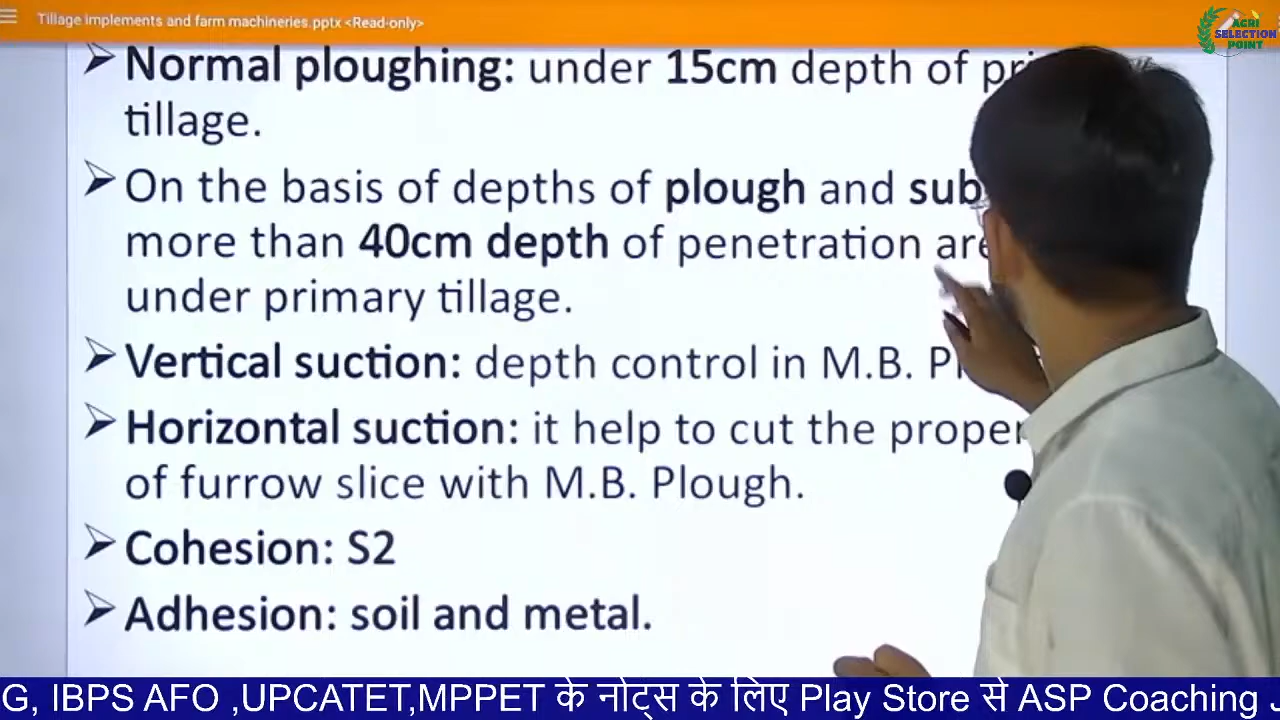 Tillage implements and farm machineries.pptx <Read-only>
AGRI
SELECTION
POINT
➢ Normal ploughing: under 15cm depth of
tillage.
➢ On the basis of depths of plough and
more than 40cm depth of penetration are
under primary tillage.
➢ Vertical suction: depth control in M.B.
➢ Horizontal suction: it help to cut the proper
of furrow slice with M.B. Plough.
➢ Cohesion: S2
➢ Adhesion: soil and metal.
G, IBPS AFO ,UPCATET,MPPET के नोट्स के लिए Play Store से ASP Coaching